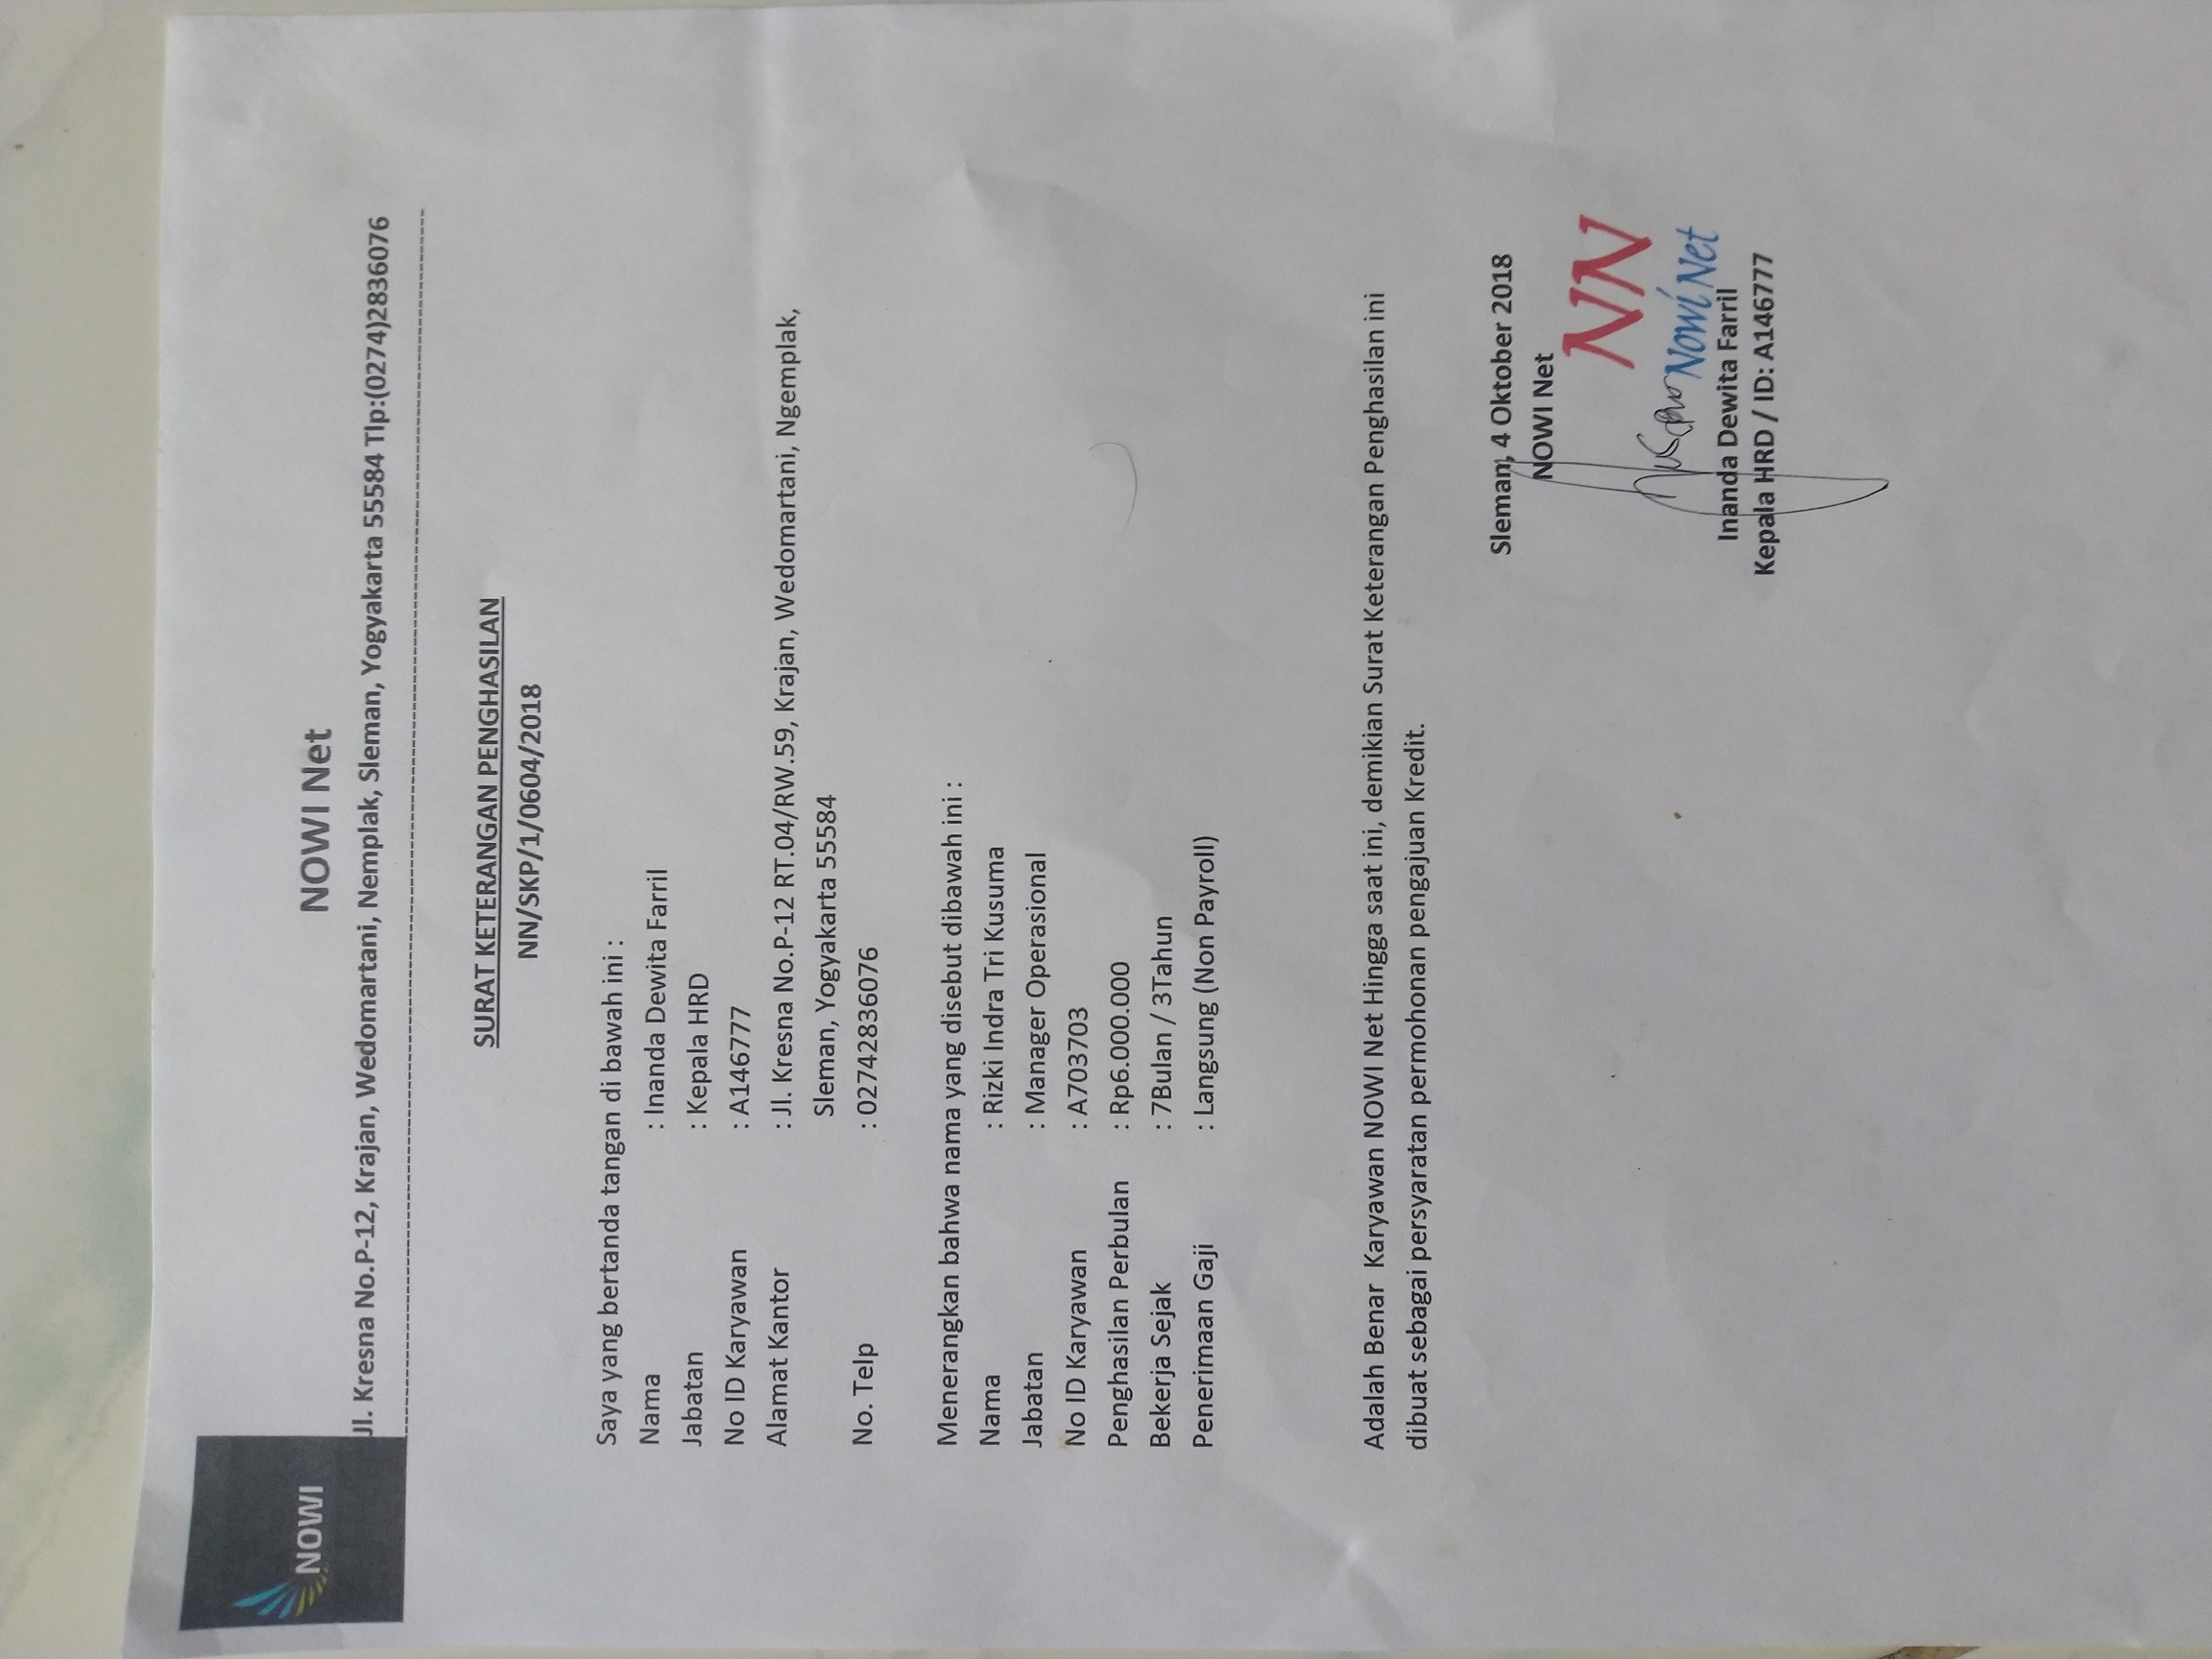 NOWI
NOWI Net
Jl. Kresna No.P-12, Krajan, Wedomartani, Nemplak, Sleman, Yogyakarta 55584 Tlp:(0274)2836076
SURAT KETERANGAN PENGHASILAN
NN/SKP/1/0604/2018
Saya yang bertanda tangan di bawah ini :
Nama : Inanda Dewita Farril
Jabatan : Kepala HRD
No ID Karyawan : A146777
Alamat Kantor : Jl. Kresna No.P-12 RT.04/RW.59, Krajan, Wedomartani, Ngemplak,
Sleman, Yogyakarta 55584
No. Telp : 02742836076
Menerangkan bahwa nama yang disebut dibawah ini :
Nama : Rizki Indra Tri Kusuma
Jabatan : Manager Operasional
No ID Karyawan : A703703
Penghasilan Perbulan : Rp6.000.000
Bekerja Sejak : 7Bulan / 3Tahun
Penerimaan Gaji : Langsung (Non Payroll)
Adalah Benar Karyawan NOWI Net Hingga saat ini, demikian Surat Keterangan Penghasilan ini
dibuat sebagai persyaratan permohonan pengajuan Kredit.
Sleman, 4 Oktober 2018
NOWI Net
NN
Nowi Net
Inanda Dewita Farril
Kepala HRD / ID: A146777